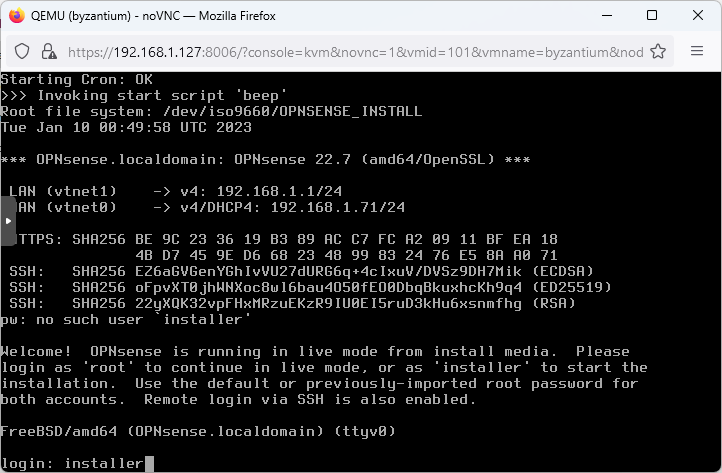 QEMU (byzantium) - noVNC — Mozilla Firefox
https://192.168.1.127:8006/?console=kvm&novnc=1&vmid=101&vmname=byzantium&nod
Starting Cron: OK
>>> Invoking start script 'beep'
Root file system: /dev/iso9660/OPNSENSE_INSTALL
Tue Jan 10 00:49:58 UTC 2023
*** OPNsense.localdomain: OPNsense 22.7 (amd64/OpenSSL) ***
LAN (vtnet1)    -> v4: 192.168.1.1/24
WAN (vtnet0)    -> v4/DHCP4: 192.168.1.71/24
HTTPS: SHA256 BE 9C 23 36 19 B3 89 AC C7 FC A2 09 11 BF EA 18
4B D7 45 9E D6 68 23 48 99 83 24 76 E5 8A A0 71
SSH:   SHA256 EZ6aGVGenYGhIvVU27dURG6q+4cIxuV/DVSz9DH7Mik (ECDSA)
SSH:   SHA256 oFpvXT0jhWNXoc8wl6bau4O50fEO0DbqBkuxhcKh9q4 (ED25519)
SSH:   SHA256 22yXQK32vpFHxMRzuEKzR9IU0EI5ruD3kHu6xsnmfhg (RSA)
pw: no such user `installer'
Welcome!  OPNsense is running in live mode from install media.  Please
login as 'root' to continue in live mode, or as 'installer' to start the
installation.  Use the default or previously-imported root password for
both accounts.  Remote login via SSH is also enabled.
FreeBSD/amd64 (OPNsense.localdomain) (ttyv0)
login: installer